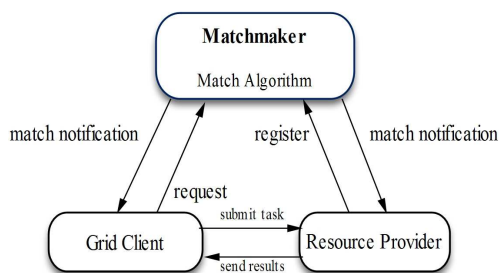 Matchmaker
Match Algorithm
match notification
register
match notification
request
submit task
Grid Client
Resource Provider
send results